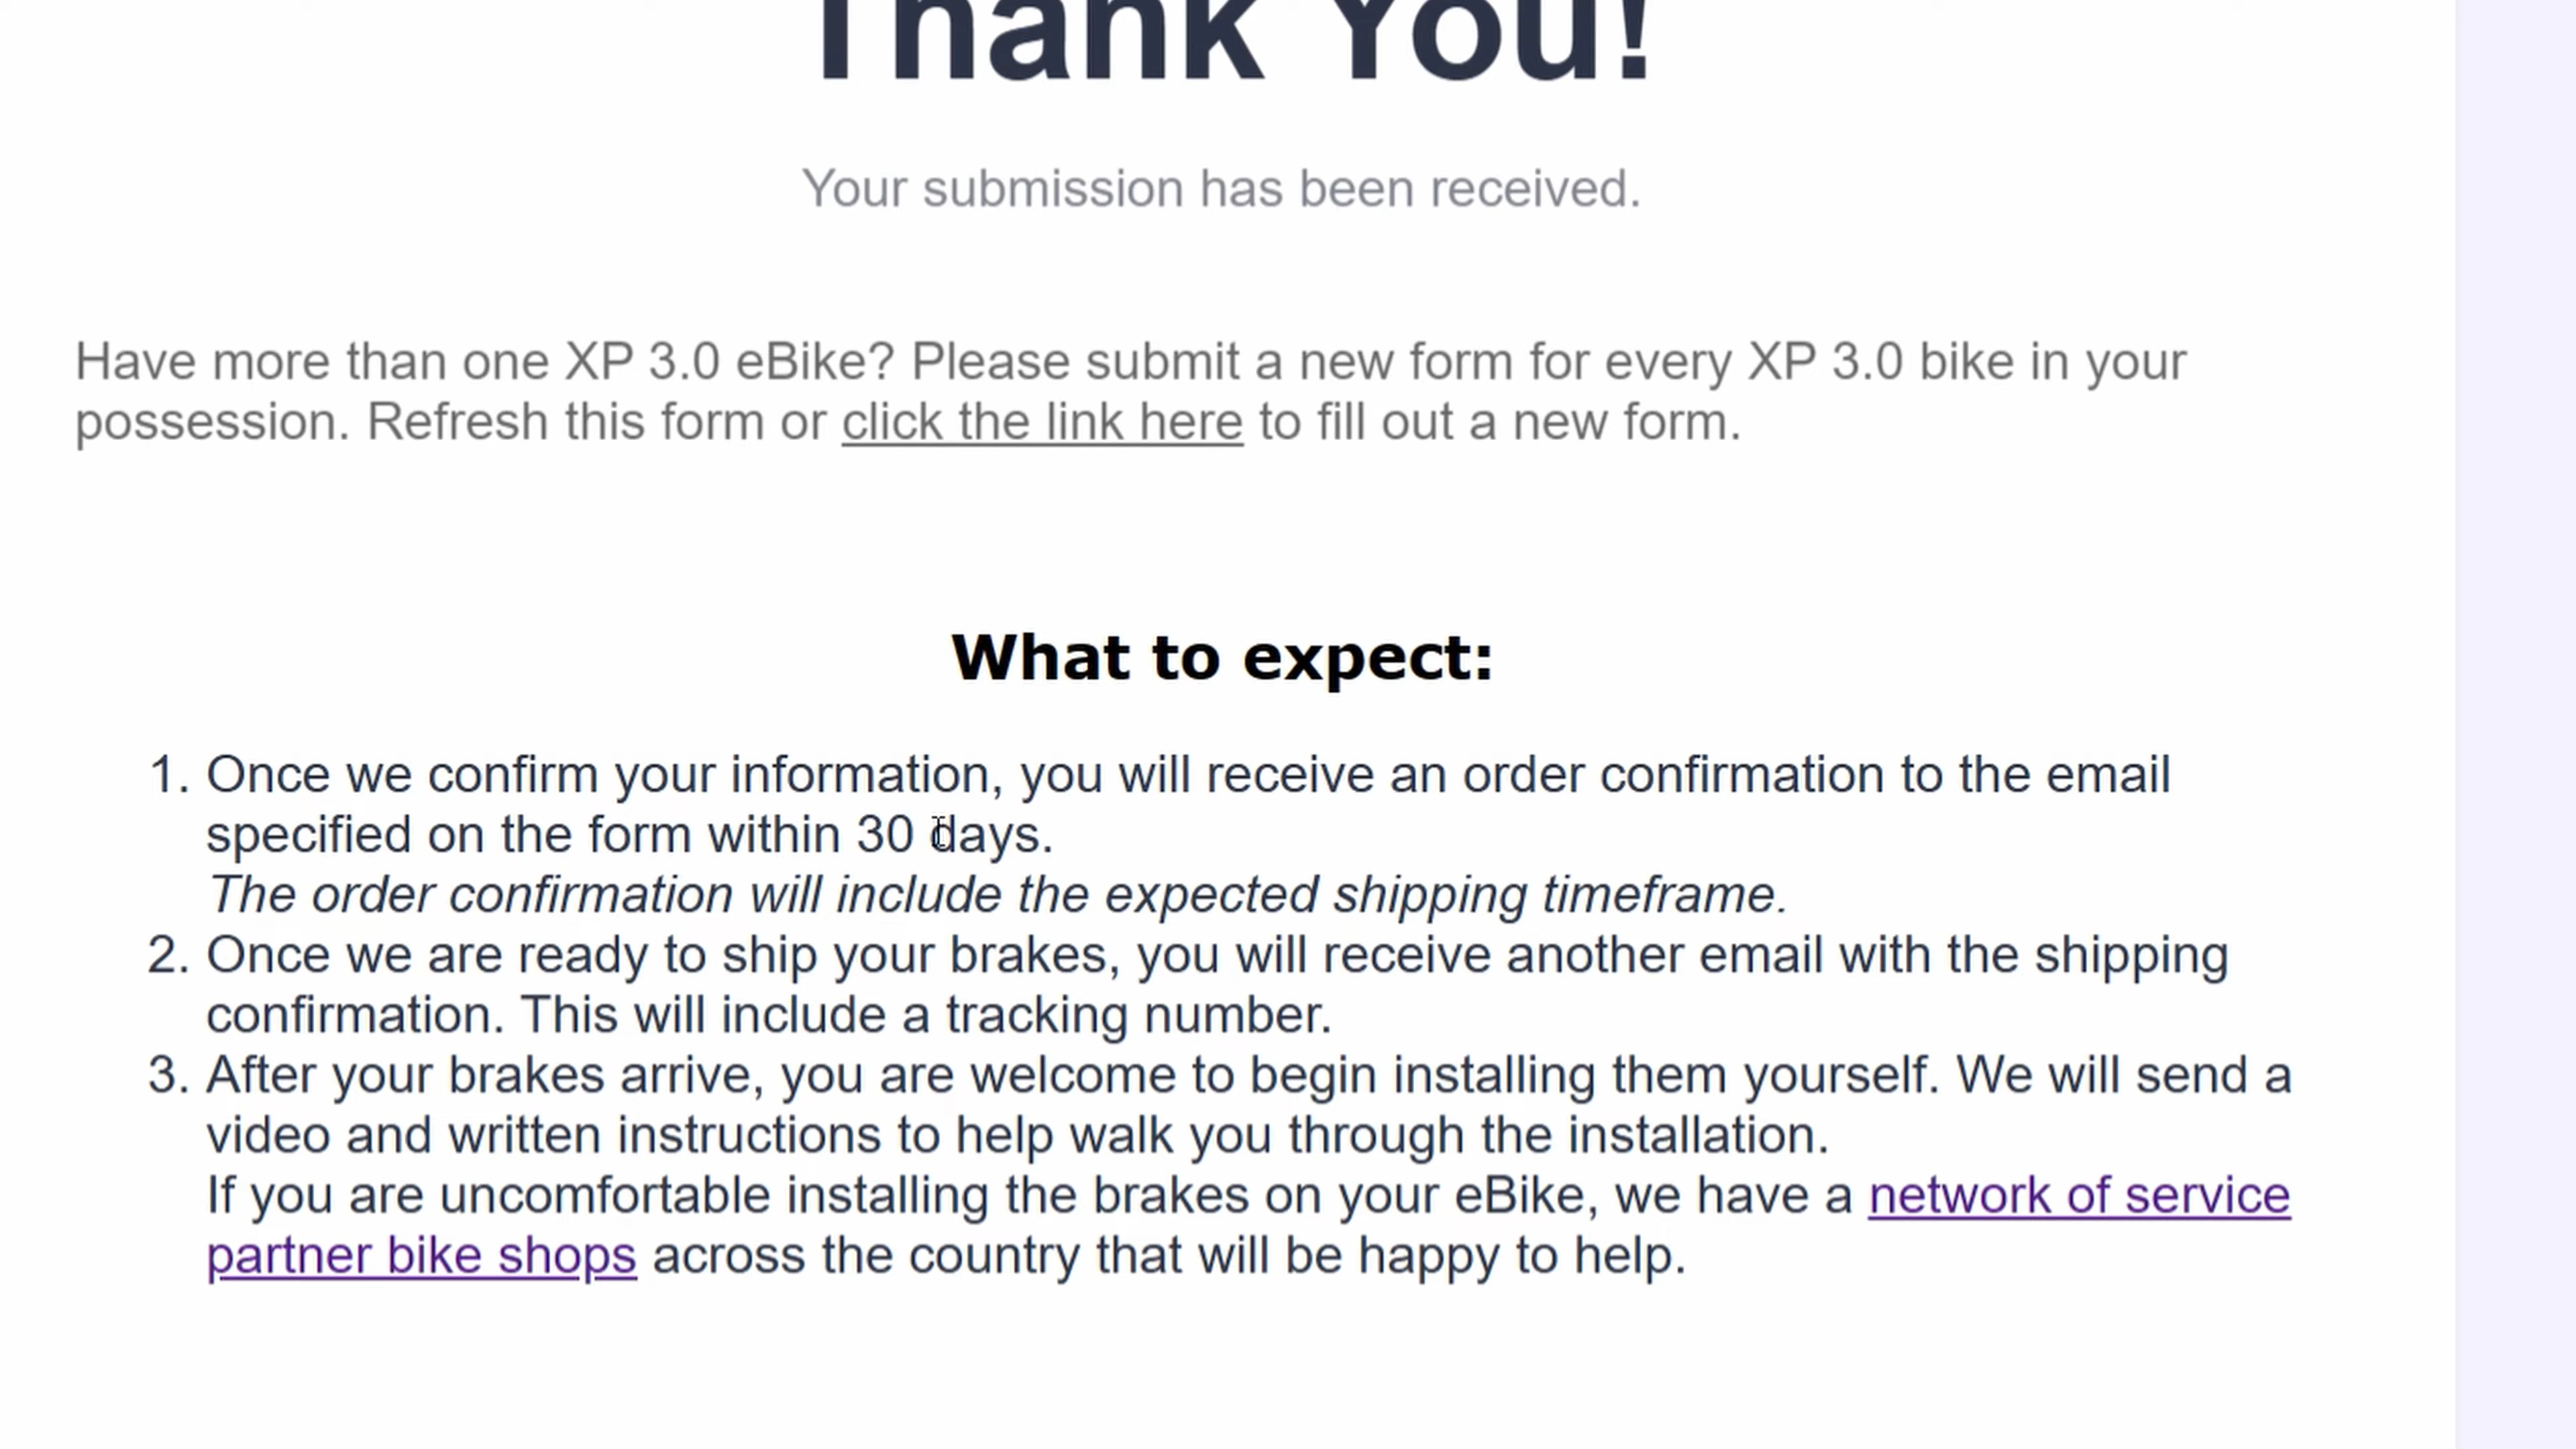 Thank You!
Your submission has been received.
Have more than one XP 3.0 eBike? Please submit a new form for every XP 3.0 bike in your
possession. Refresh this form or click the link here to fill out a new form.
What to expect:
1. Once we confirm your information, you will receive an order confirmation to the email
specified on the form within 30 days.
The order confirmation will include the expected shipping timeframe.
2. Once we are ready to ship your brakes, you will receive another email with the shipping
confirmation. This will include a tracking number.
3. After your brakes arrive, you are welcome to begin installing them yourself. We will send a
video and written instructions to help walk you through the installation.
If you are uncomfortable installing the brakes on your eBike, we have a network of service
partner bike shops across the country that will be happy to help.